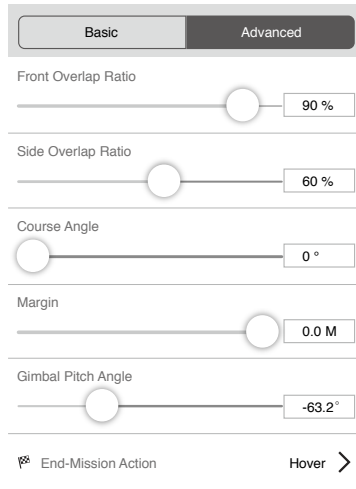 Basic Advanced
Front Overlap Ratio
90 %
Side Overlap Ratio
60 %
Course Angle
0 °
Margin
0.0 M
Gimbal Pitch Angle
-63.2°
End-Mission Action Hover